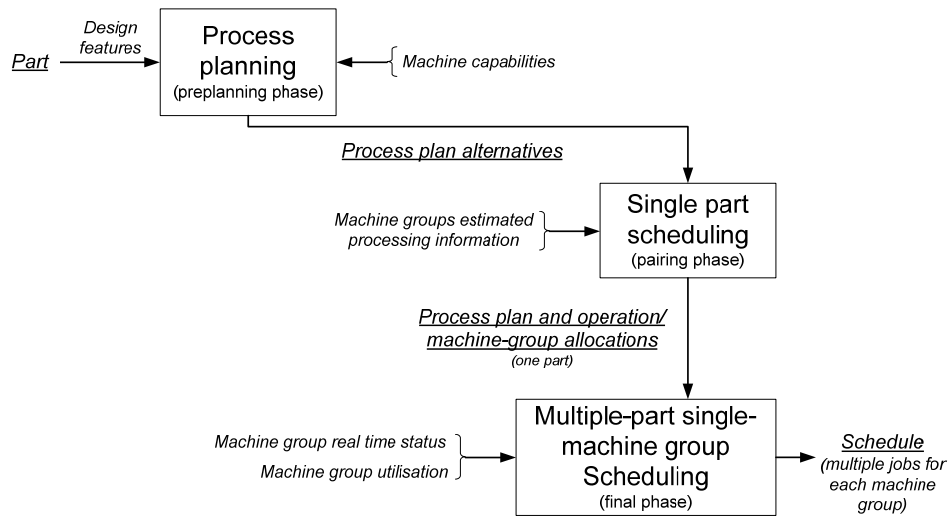 Design
features
Part
Process
planning
(preplanning phase)
Machine capabilities
Process plan alternatives
Machine groups estimated
processing information
Single part
scheduling
(pairing phase)
Process plan and operation/
machine-group allocations
(one part)
Machine group real time status
Machine group utilisation
Multiple-part single-
machine group
Scheduling
(final phase)
Schedule
(multiple jobs for
each machine
group)